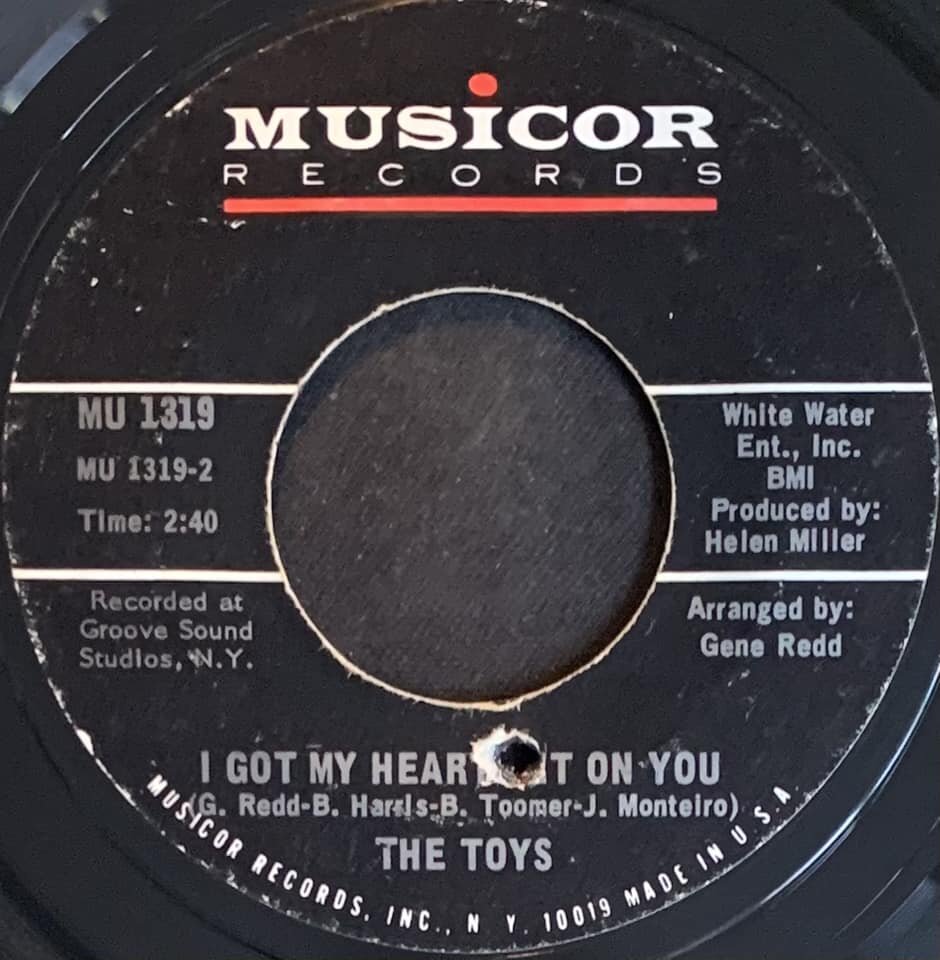 MUSiCOR
RECORDS
MU 1319
MU 1319-2
Time: 2:40
White Water
Ent., Inc.
BMI
Produced by:
Helen Miller
Recorded at
Groove Sound
Studios, N.Y.
Arranged by:
Gene Redd
I GOT MY ON YOU
(G. Redd-B. Harris-B. Toomer-J. Monteiro)
THE TOYS
MUSICOR RECORDS, INC., N. Y. 10019 MADE IN U.S.A.